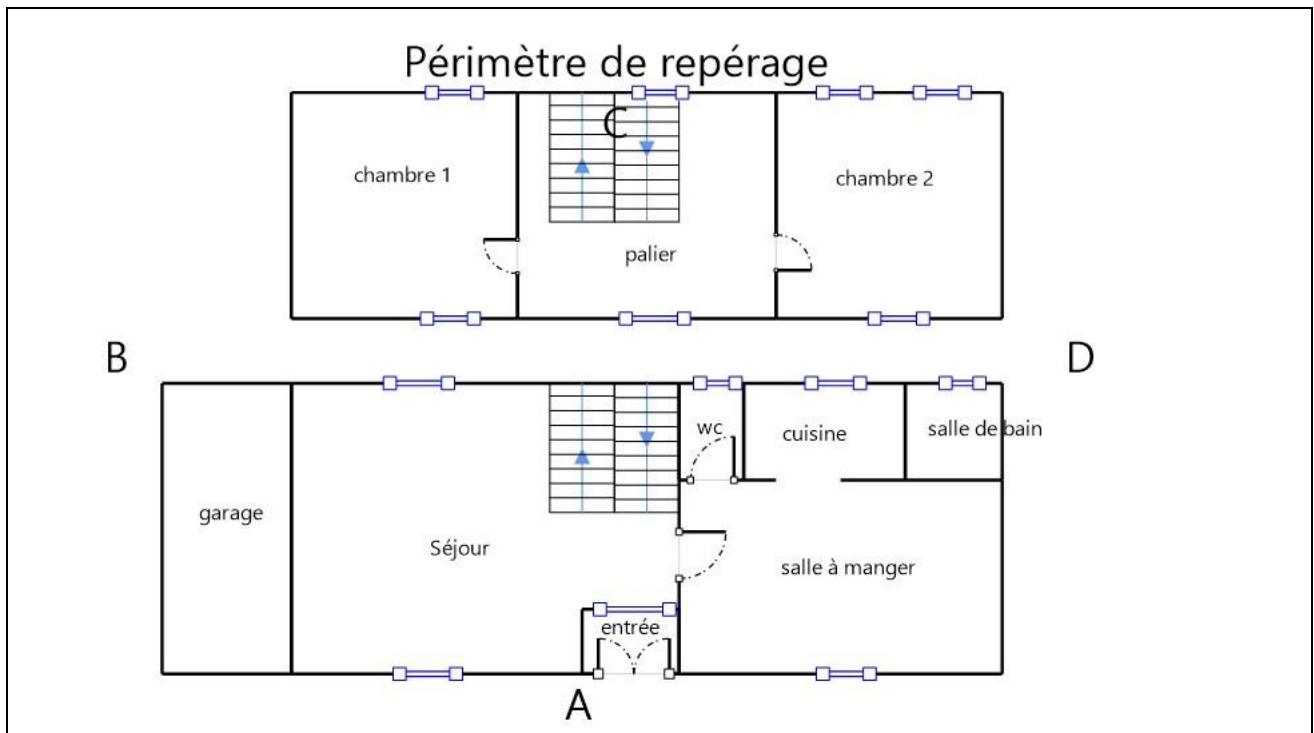 Périmètre de repérage
C
chambre 1
chambre 2
palier
B
D
wc
cuisine
salle de bain
garage
Séjour
salle à manger
entrée
A